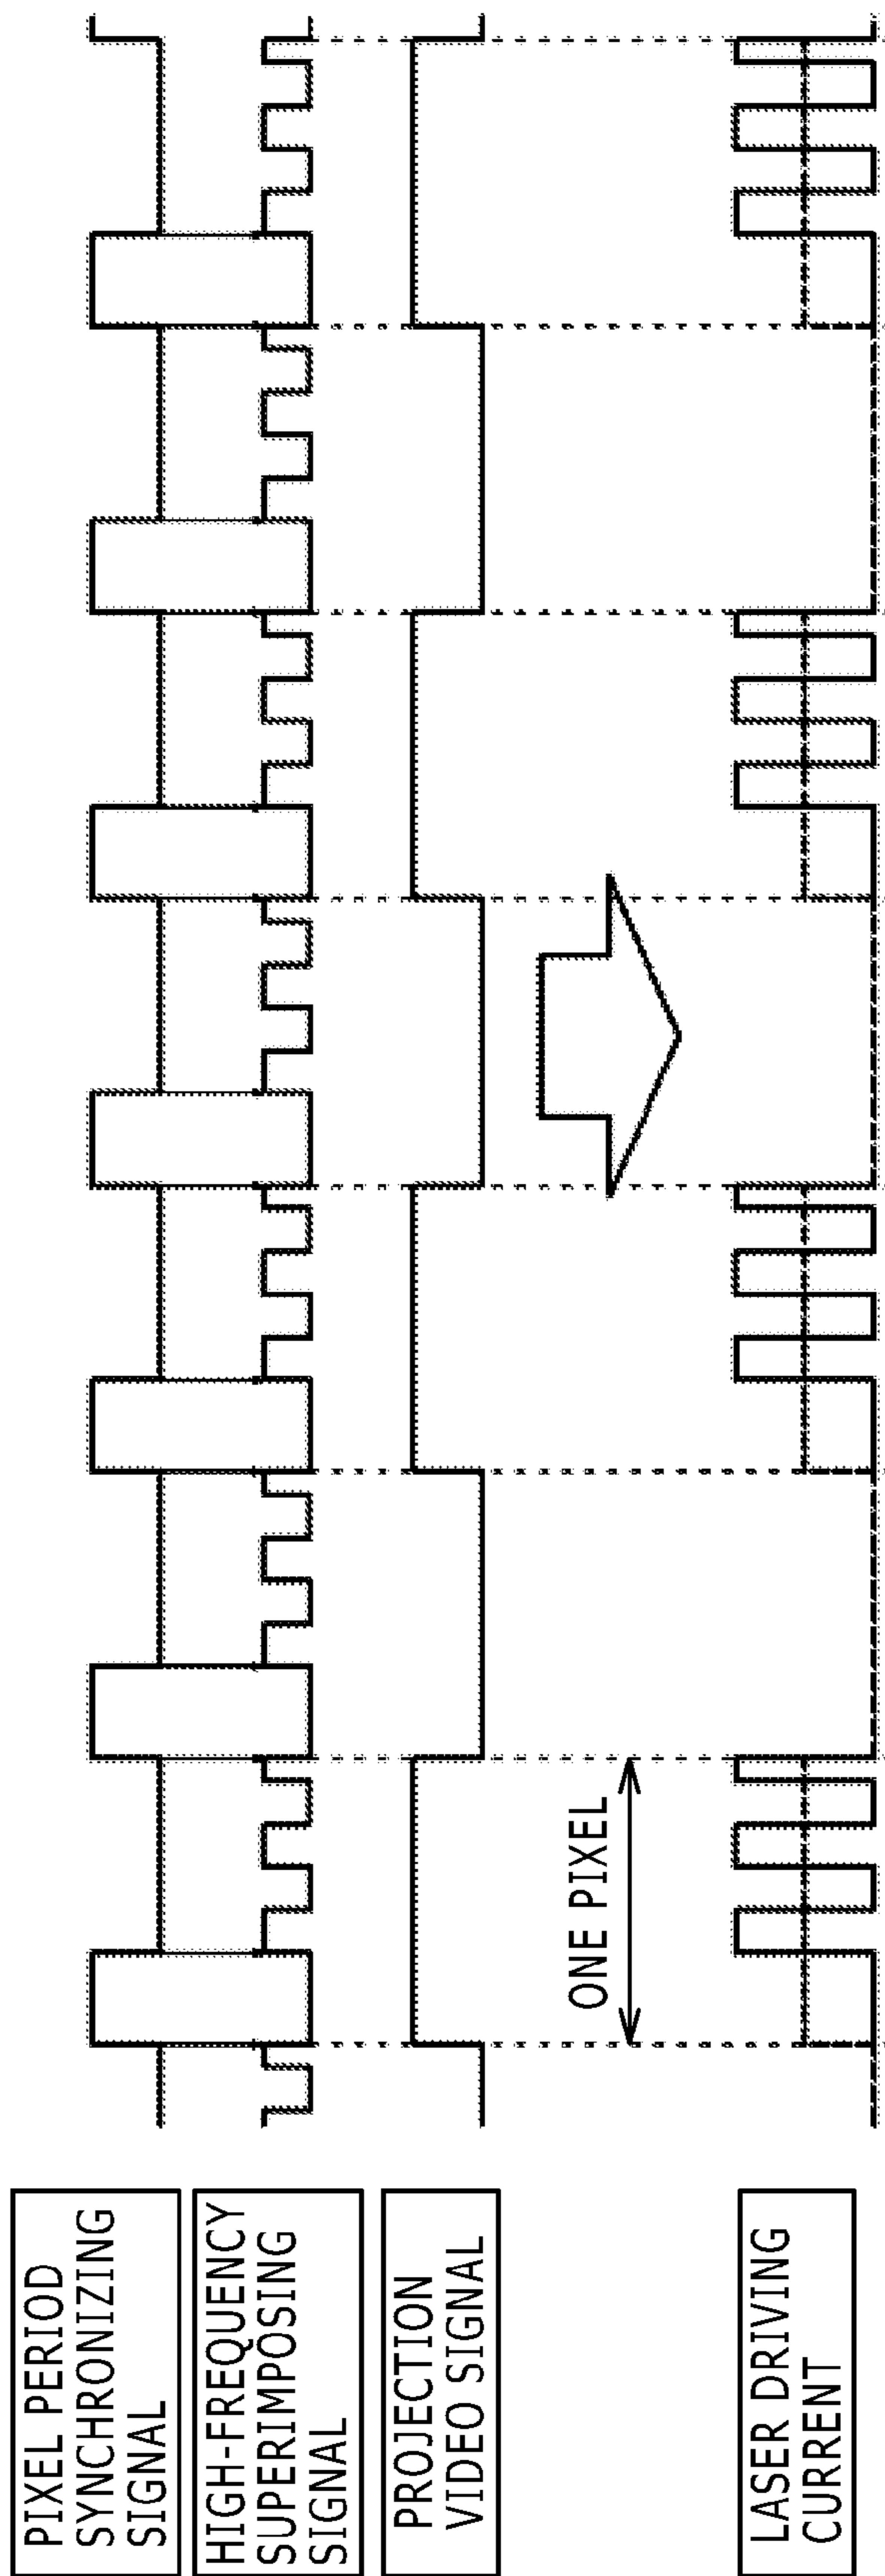 PIXEL PERIOD
SYNCHRONIZING
SIGNAL
HIGH-FREQUENCY
SUPERIMPOSING
SIGNAL
PROJECTION
VIDEO SIGNAL
ONE PIXEL
LASER DRIVING
CURRENT